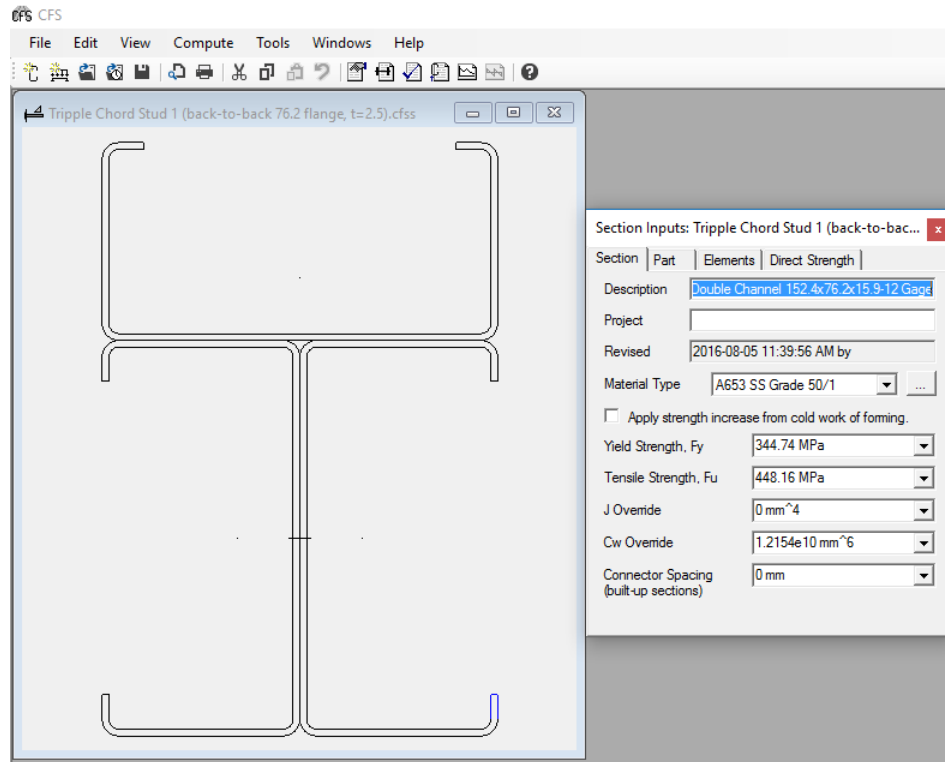 CFS CFS
File Edit View Compute Tools Windows Help
Tripple Chord Stud 1 (back-to-back 76.2 flange, t=2.5).cfss
Section Inputs: Tripple Chord Stud 1 (back-to-bac... x
Section Part Elements Direct Strength
Description Double Channel 152.4x76.2x15.9-12 Gage
Project
Revised 2016-08-05 11:39:56 AM by
Material Type A653 SS Grade 50/1 ...
Apply strength increase from cold work of forming.
Yield Strength, Fy 344.74 MPa
Tensile Strength, Fu 448.16 MPa
J Override 0 mm^4
Cw Override 1.2154e10 mm^6
Connector Spacing 0 mm
(built-up sections)